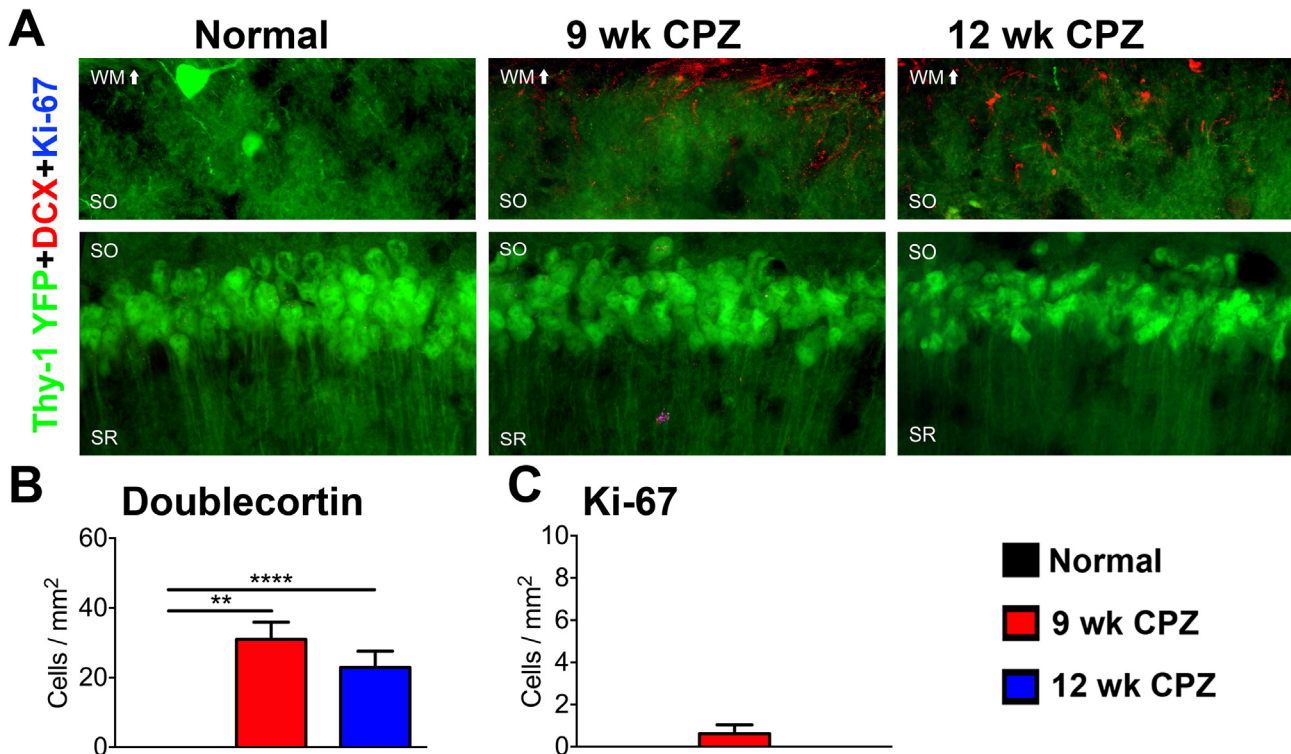 A
Normal
9 wk CPZ
12 wk CPZ
Thy-1 YFP+DCX+Ki-67
WM
SO
WM
SO
WM
SO
SO
SR
SO
SR
SO
SR
B
Doublecortin
60
40
20
0
Cells / mm²
****
**
C
Ki-67
10
8
6
4
2
0
Cells / mm²
Normal
9 wk CPZ
12 wk CPZ